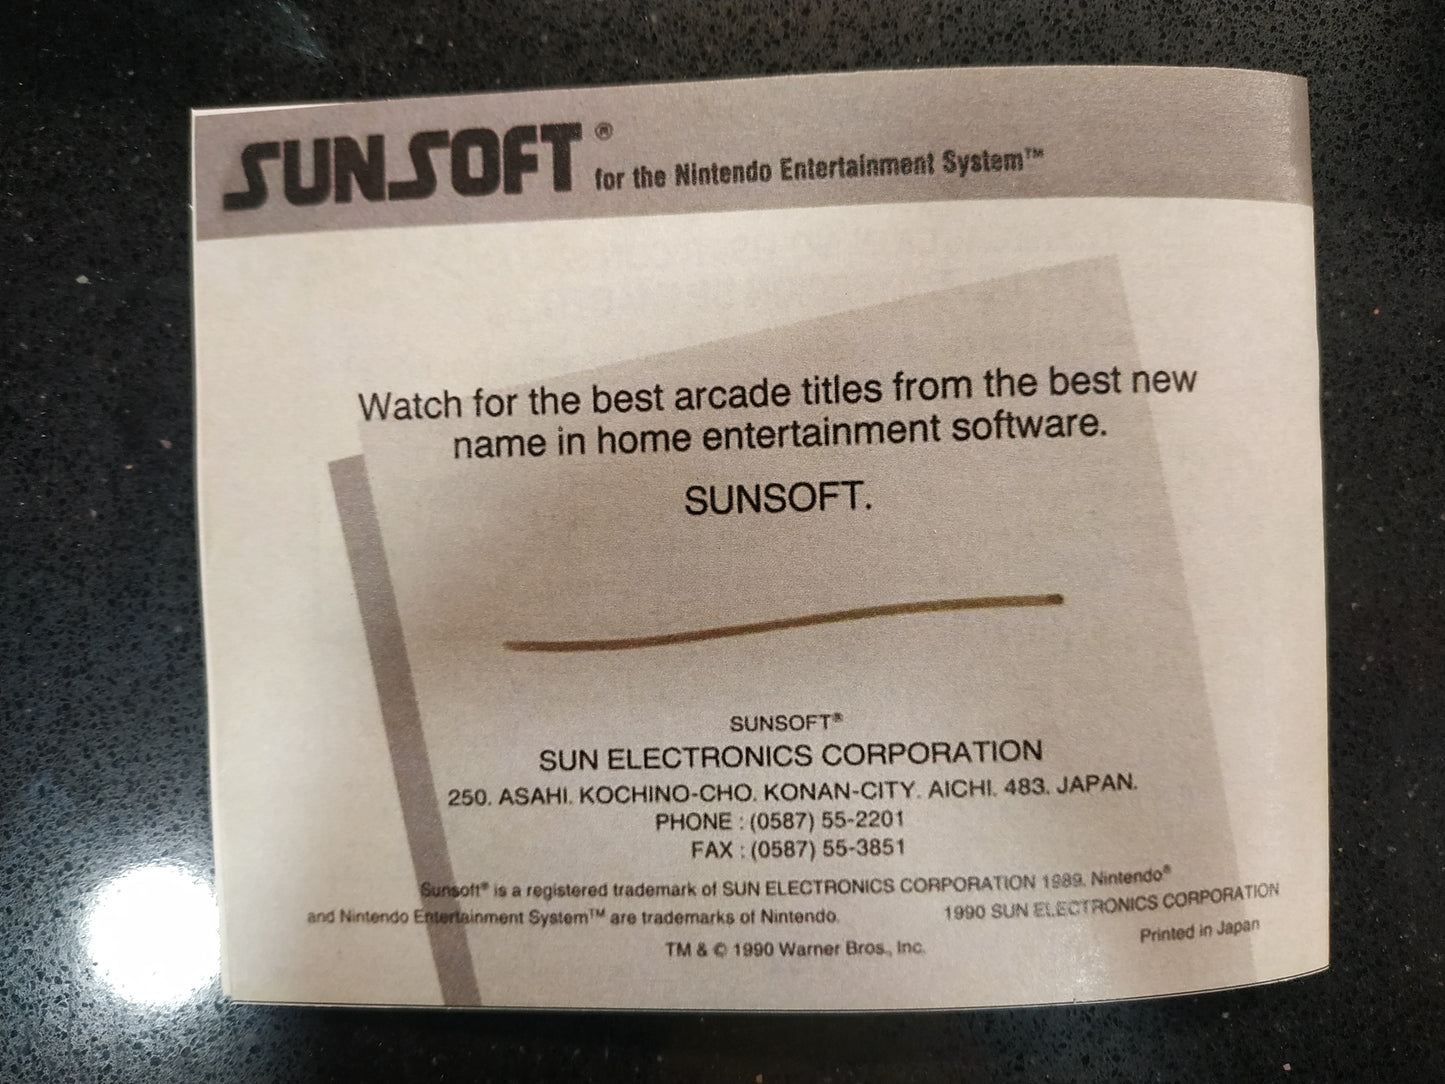 SUNSOFT® for the Nintendo Entertainment System™
Watch for the best arcade titles from the best new
name in home entertainment software.
SUNSOFT.
SUNSOFT®
SUN ELECTRONICS CORPORATION
250. ASAHI. KOCHINO-CHO. KONAN-CITY. AICHI. 483. JAPAN.
PHONE : (0587) 55-2201
FAX : (0587) 55-3851
Sunsoft® is a registered trademark of SUN ELECTRONICS CORPORATION 1989. Nintendo®
and Nintendo Entertainment System™ are trademarks of Nintendo.
1990 SUN ELECTRONICS CORPORATION
Printed in Japan
TM & © 1990 Warner Bros., Inc.